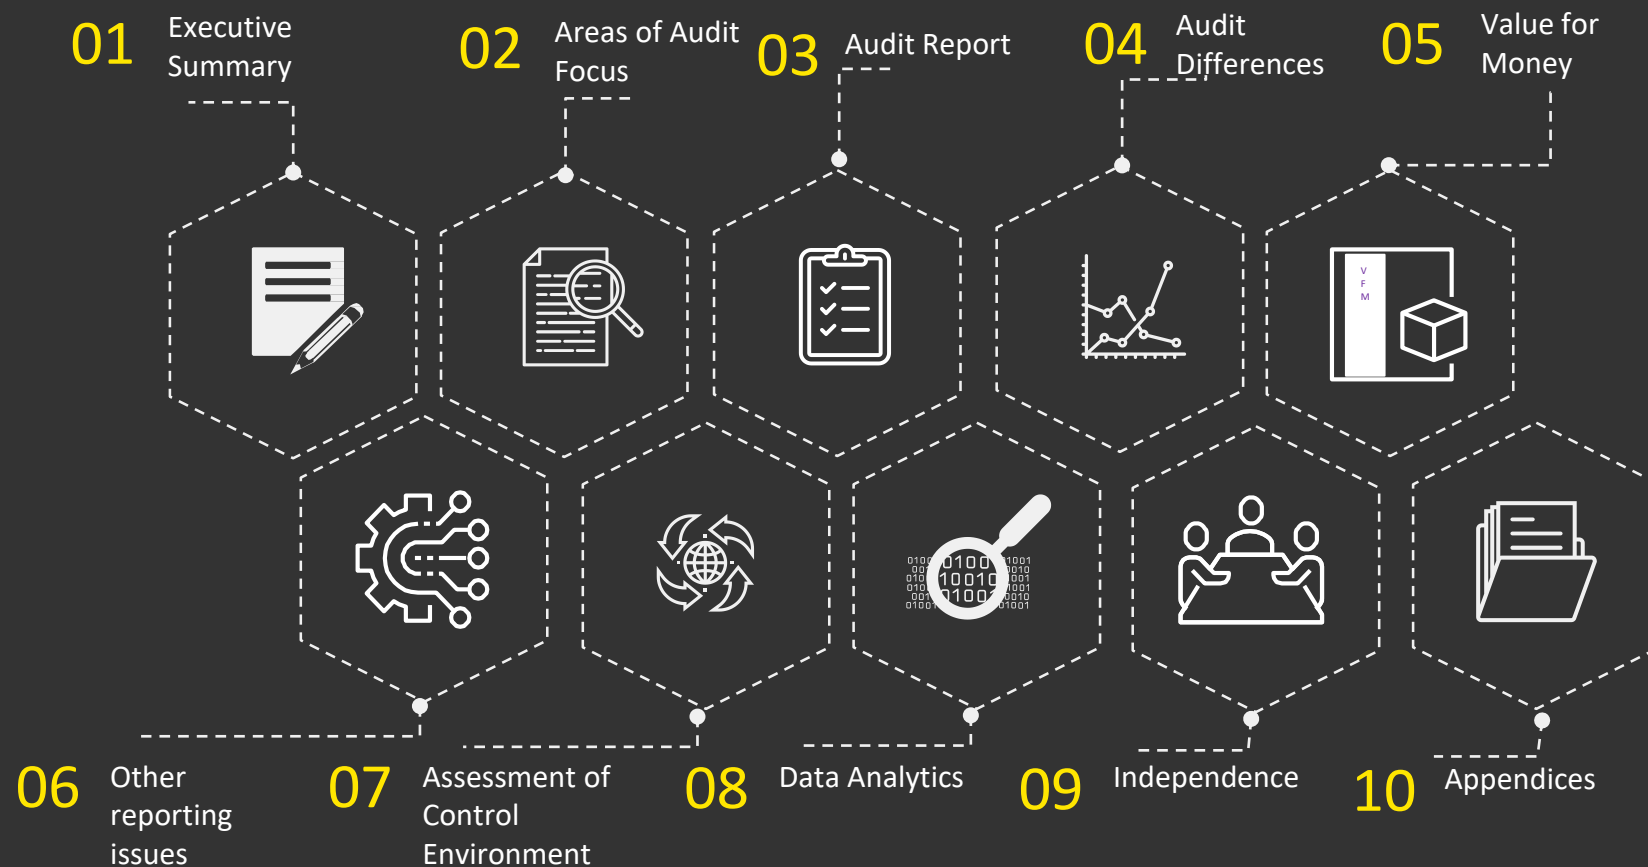 01
Executive
Summary
02
Areas of Audit
Focus
03
Audit Report
04
Audit
Differences
05
Value for
Money
V
F
M
06
Other
reporting
issues
07
Assessment of
Control
Environment
08
Data Analytics
09
Independence
10
Appendices